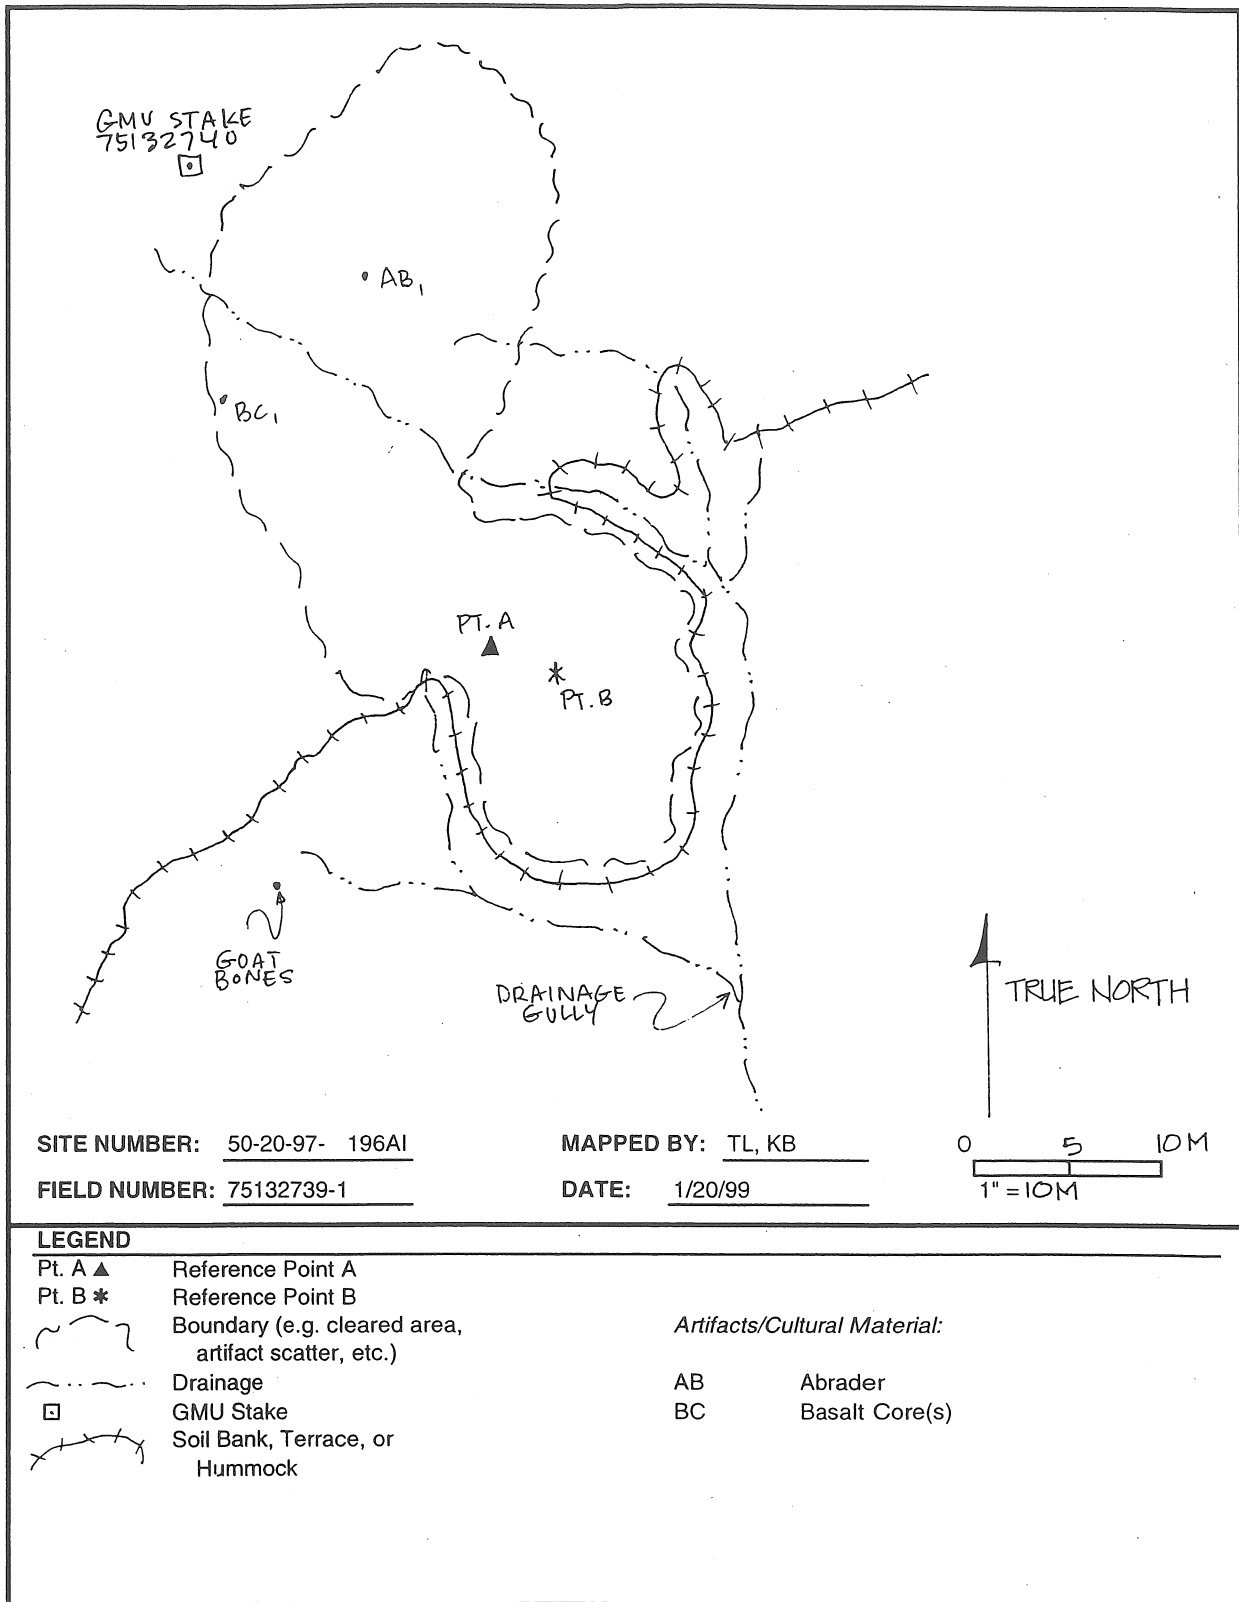 GMU STAKE
75132740
AB1
BC1
PT. A
PT. B
GOAT
BONES
DRAINAGE
GULLY
TRUE NORTH
SITE NUMBER: 50-20-97- 196AI
MAPPED BY: TL, KB
0 5 10M
FIELD NUMBER: 75132739-1
DATE: 1/20/99
1" = 10M
LEGEND
Pt. A Reference Point A
Pt. B Reference Point B
Boundary (e.g. cleared area,
artifact scatter, etc.)
Drainage
GMU Stake
Soil Bank, Terrace, or
Hummock
Artifacts/Cultural Material:
AB Abrader
BC Basalt Core(s)